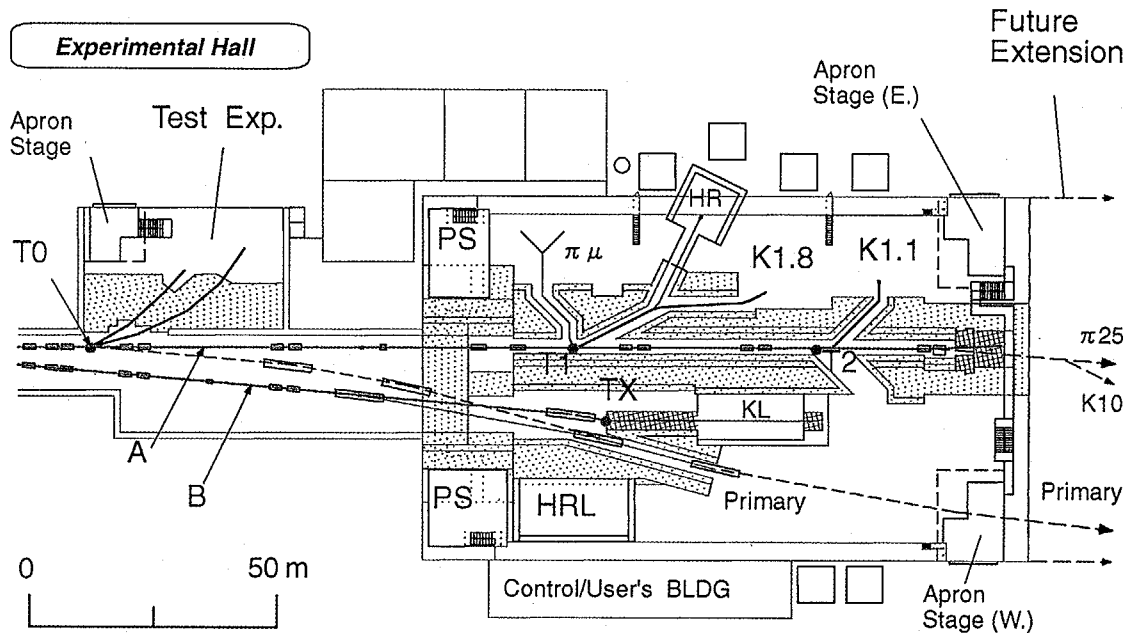 Experimental Hall
Future
Extension
Apron
Stage
Test Exp.
Apron
Stage (E.)
HR
T0
PS
π μ
K1.8
K1.1
T1
T2
π25
K10
TX
KL
A
B
PS
HRL
Primary
Primary
0
50 m
Control/User's BLDG
Apron
Stage (W.)